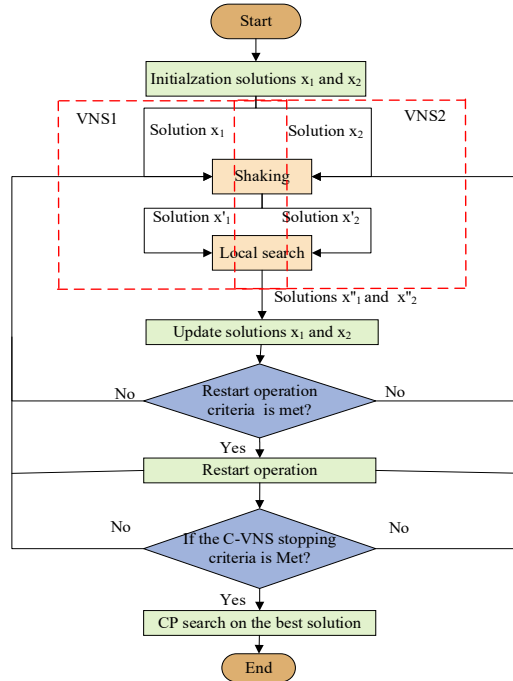 Start
Initialzation solutions x₁ and x₂
VNS1
VNS2
Solution x₁
Solution x₂
Shaking
Solution x'₁
Solution x'₂
Local search
Solutions x''₁ and x''₂
Update solutions x₁ and x₂
No
Restart operation
criteria is met?
No
Yes
Restart operation
No
If the C-VNS stopping
criteria is Met?
No
Yes
CP search on the best solution
End